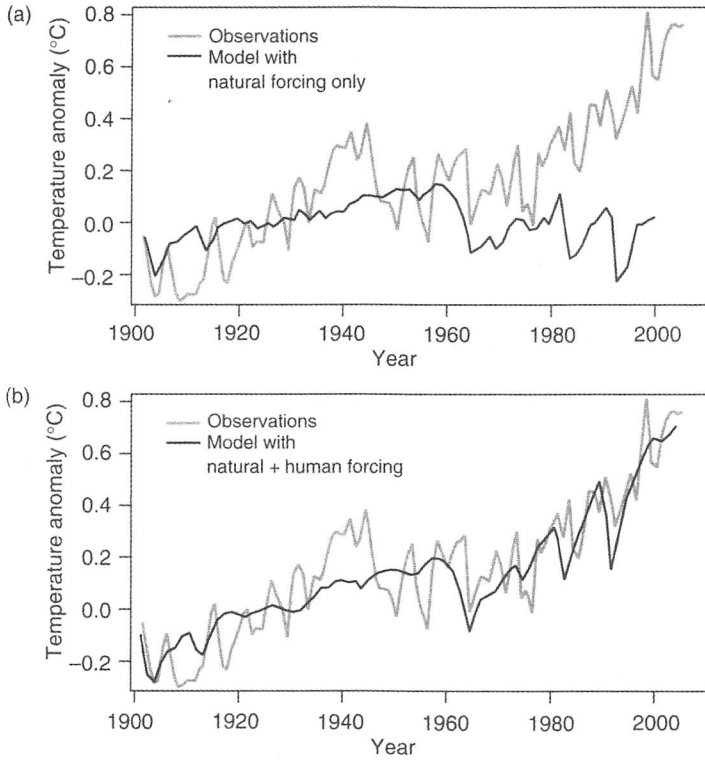 (a)
0.8
Observations
Model with
natural forcing only
0.6
0.4
0.2
0.0
−0.2
Temperature anomaly (°C)
1900
1920
1940
1960
1980
2000
Year
(b)
0.8
Observations
Model with
natural + human forcing
0.6
0.4
0.2
0.0
−0.2
Temperature anomaly (°C)
1900
1920
1940
1960
1980
2000
Year